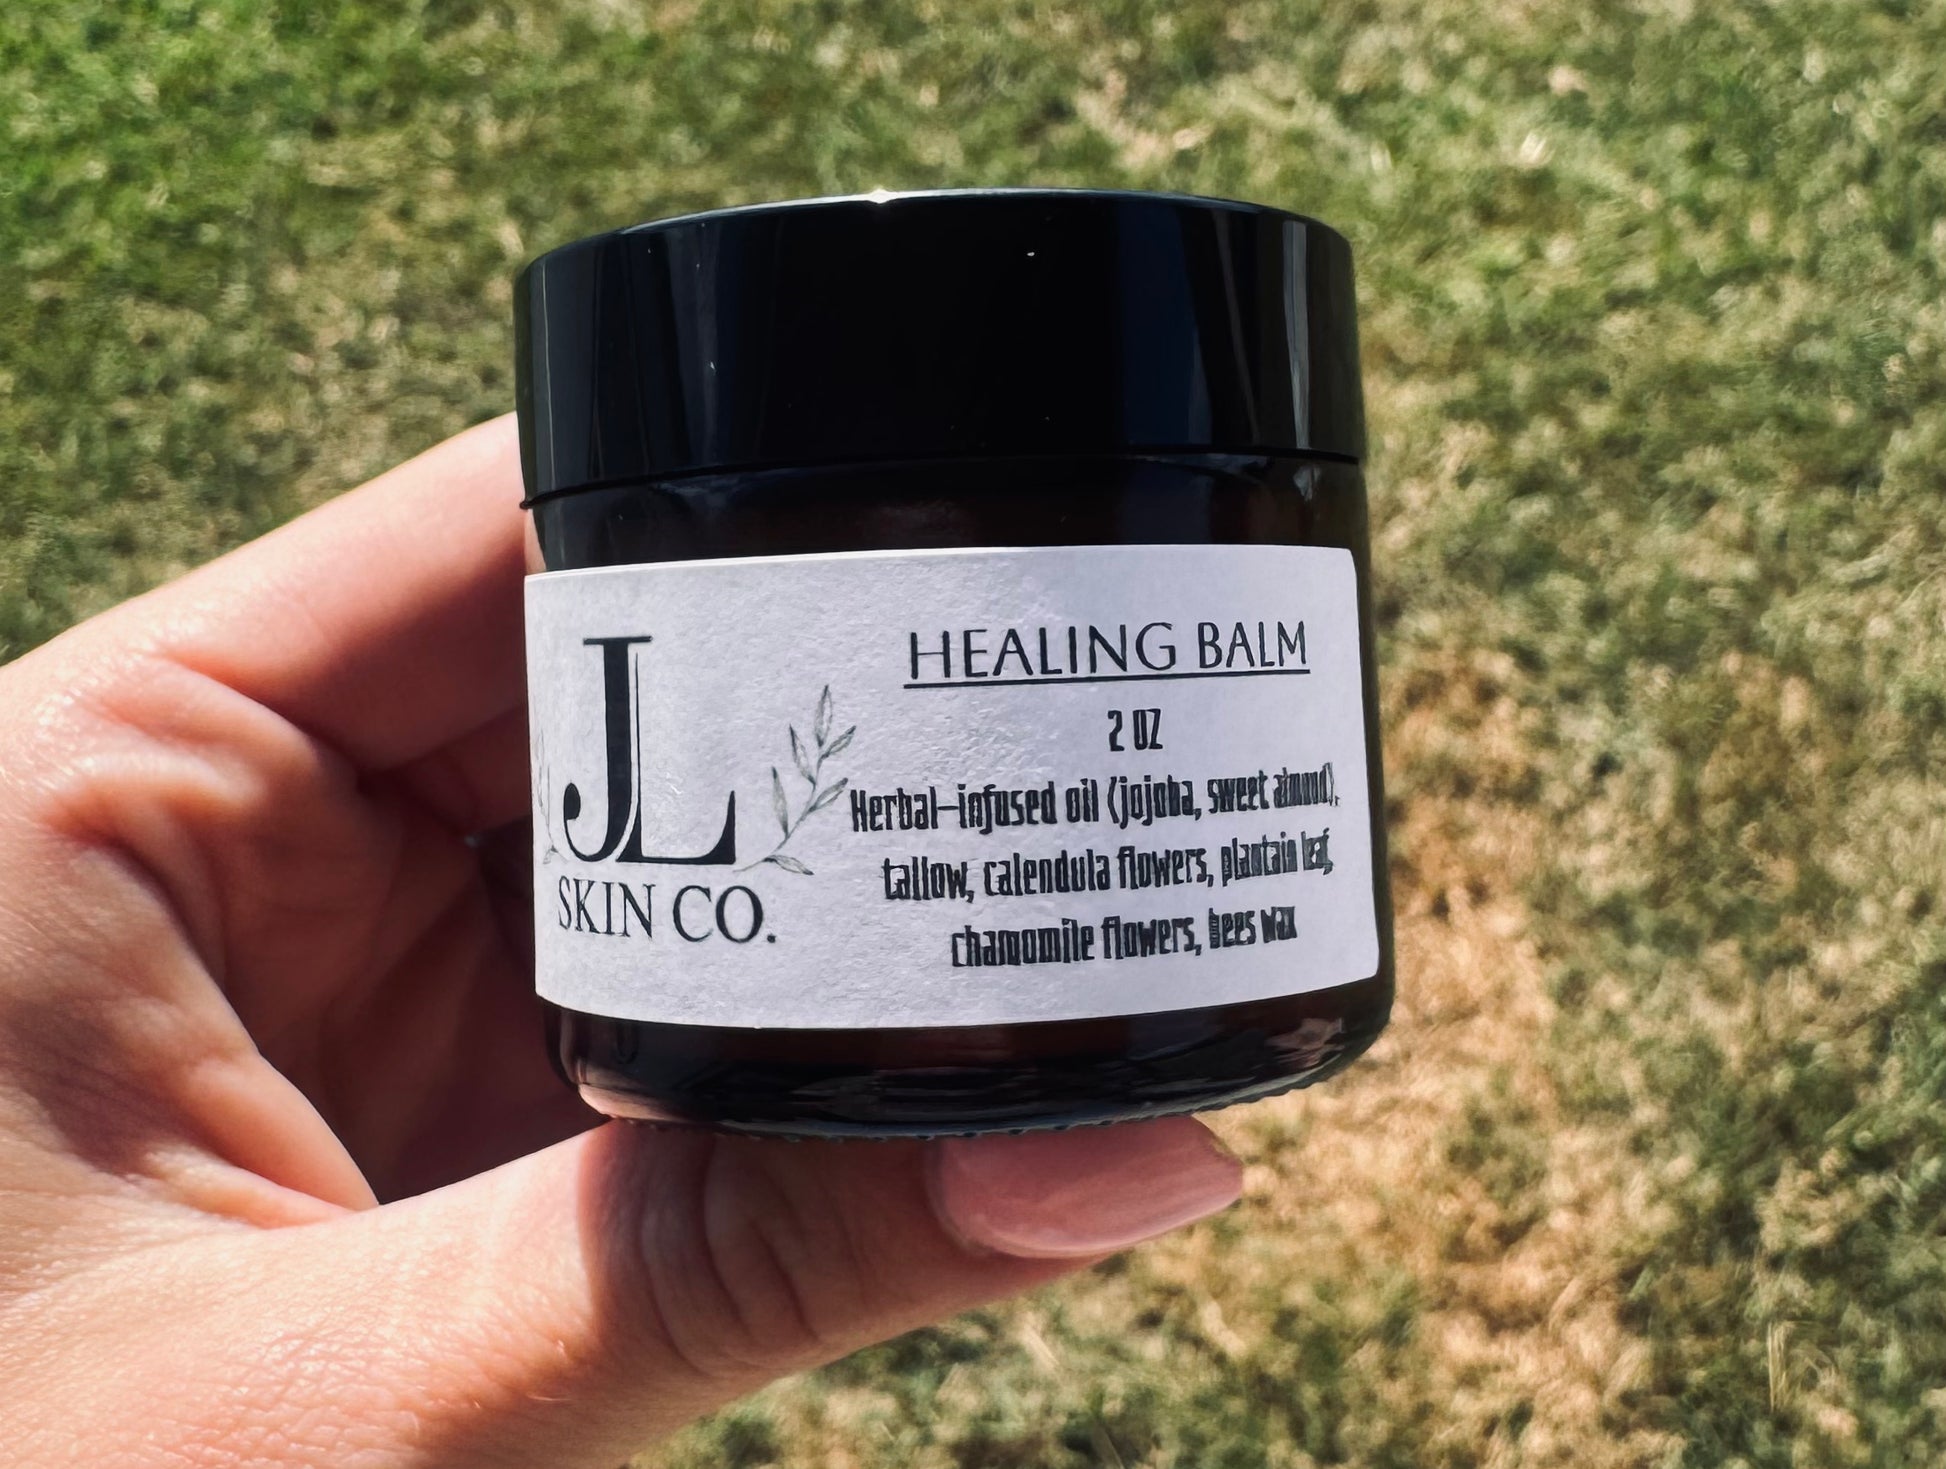 JL
SKIN CO.
HEALING BALM
2 OZ
Herbal-infused oil (jojoba, sweet almond),
tallow, calendula flowers, plantain leaf,
chamomile flowers, bees wax